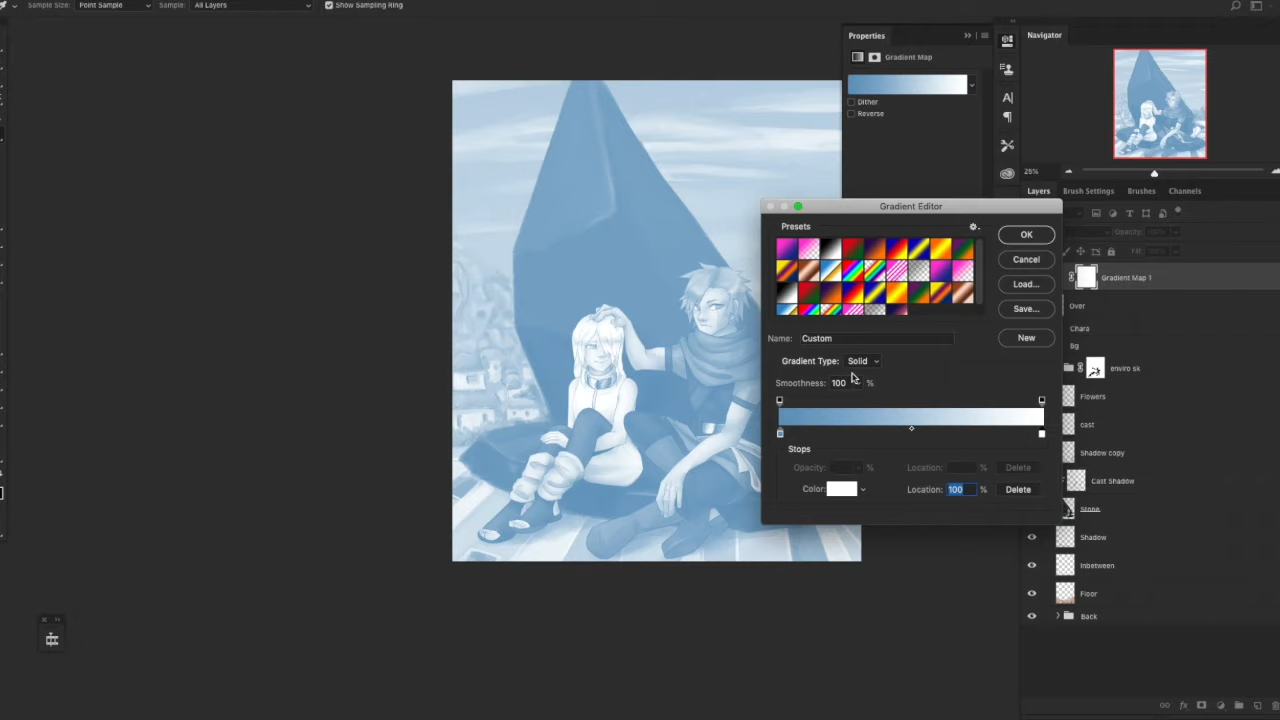 Sample Size: Point Sample Sample: All Layers Show Sampling Ring
Properties
Gradient Map
Dither
Reverse
Navigator
25%
Layers Brush Settings Brushes Channels
Opacity: 100%
Fill: 100%
Gradient Map 1
Over
Chara
Bg
enviro sk
Flowers
cast
Shadow copy
Cast Shadow
Stone
Shadow
Inbetween
Floor
Back
Gradient Editor
Presets
OK
Cancel
Load...
Save...
Name: Custom
New
Gradient Type: Solid
Smoothness: 100 %
Stops
Opacity: % Location: % Delete
Color: Location: 100 % Delete